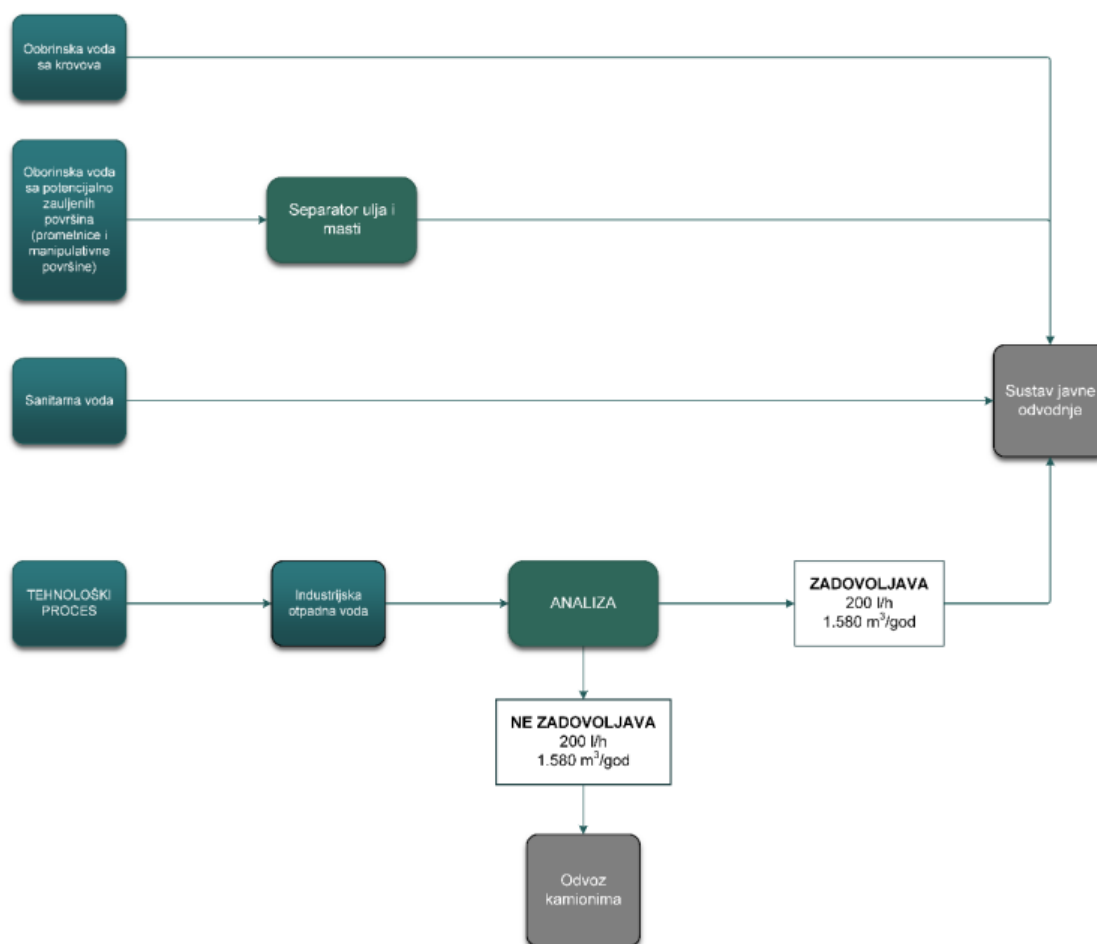 Oobrinska voda
sa krovova
Oborinska voda
sa potencijalno
zauljenih
površina
(prometnice i
manipulativne
površine)
Separator ulja i
masti
Sanitarna voda
Sustav javne
odvodnje
TEHNOLOŠKI
PROCES
Industrijska
otpadna voda
ANALIZA
ZADOVOLJAVA
200 l/h
1.580 m³/god
NE ZADOVOLJAVA
200 l/h
1.580 m³/god
Odvoz
kamionima